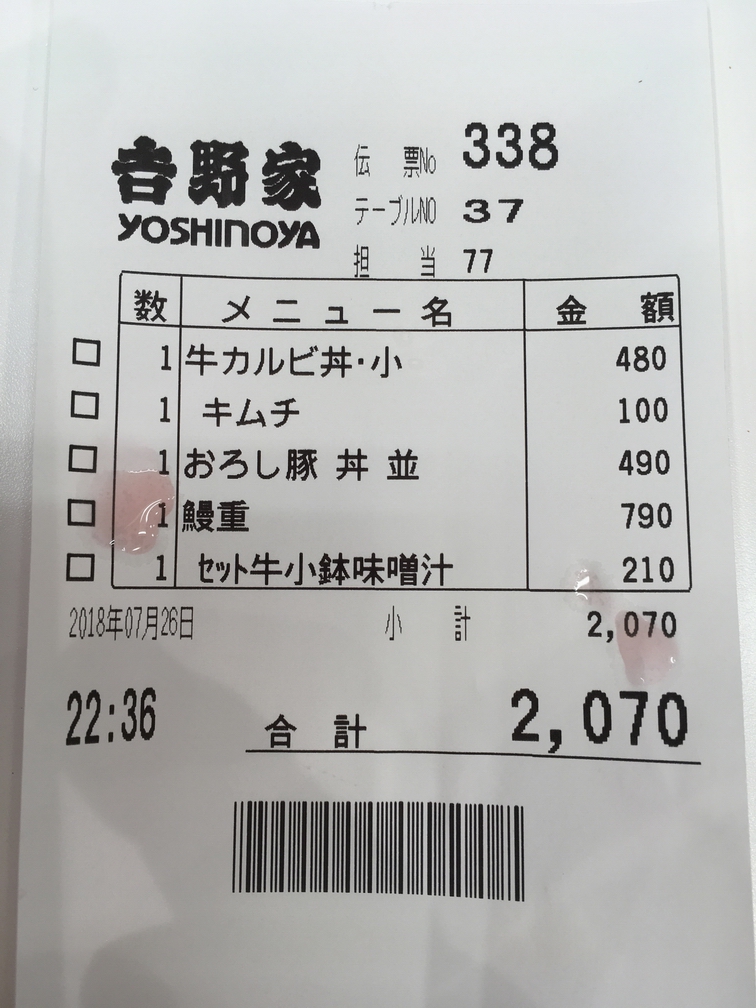 吉野家
YOSHINOYA
伝 票No 338
テーブルNO 37
担 当 77
数 メニュー名 金 額
□ 1 牛カルビ丼・小 480
□ 1 キムチ 100
□ 1 おろし豚 丼 並 490
□ 1 鰻重 790
□ 1 ｾｯﾄ牛小鉢味噌汁 210
2018年07月26日 小 計 2,070
22:36 合 計 2,070